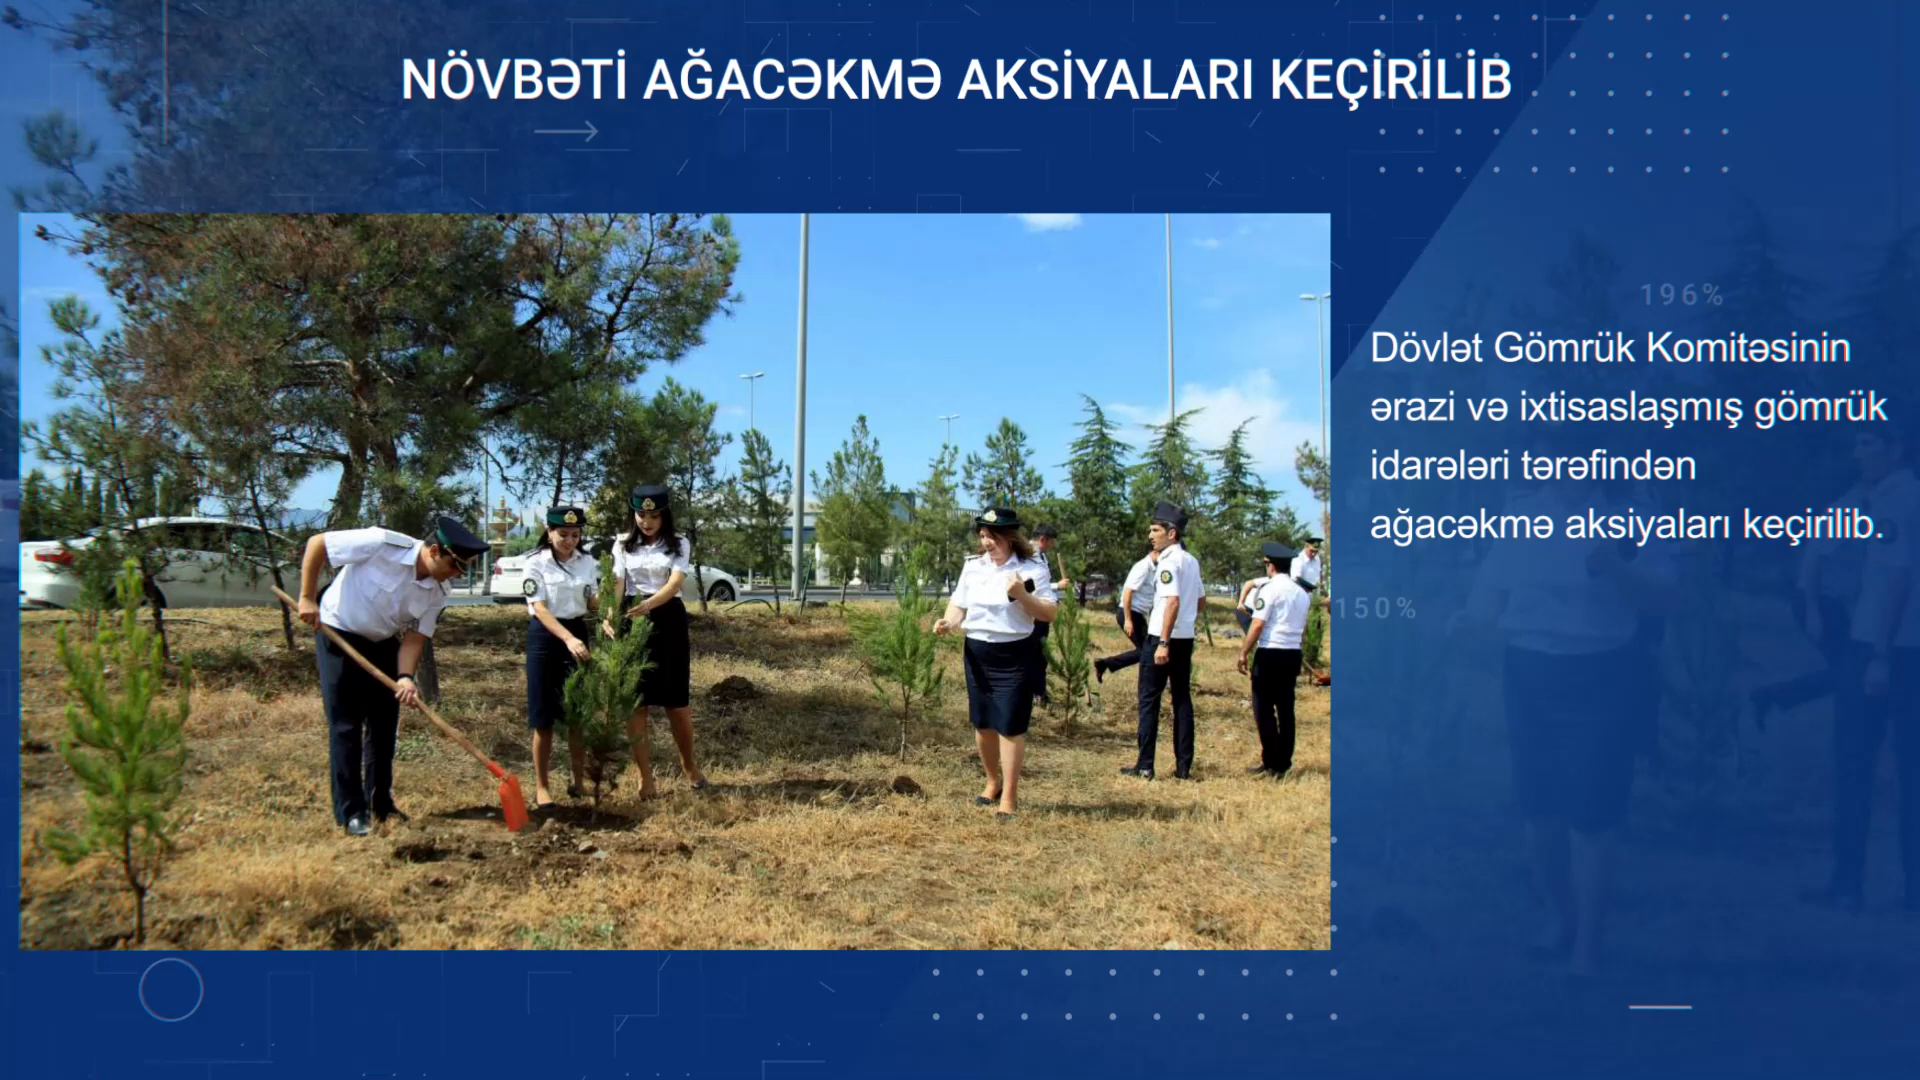 NÖVBƏTİ AĞACƏKMƏ AKSİYALARI KEÇİRİLİB
196%
Dövlət Gömrük Komitəsinin
ərazi və ixtisaslaşmış gömrük
idarələri tərəfindən
ağacəkmə aksiyaları keçirilib.
150%